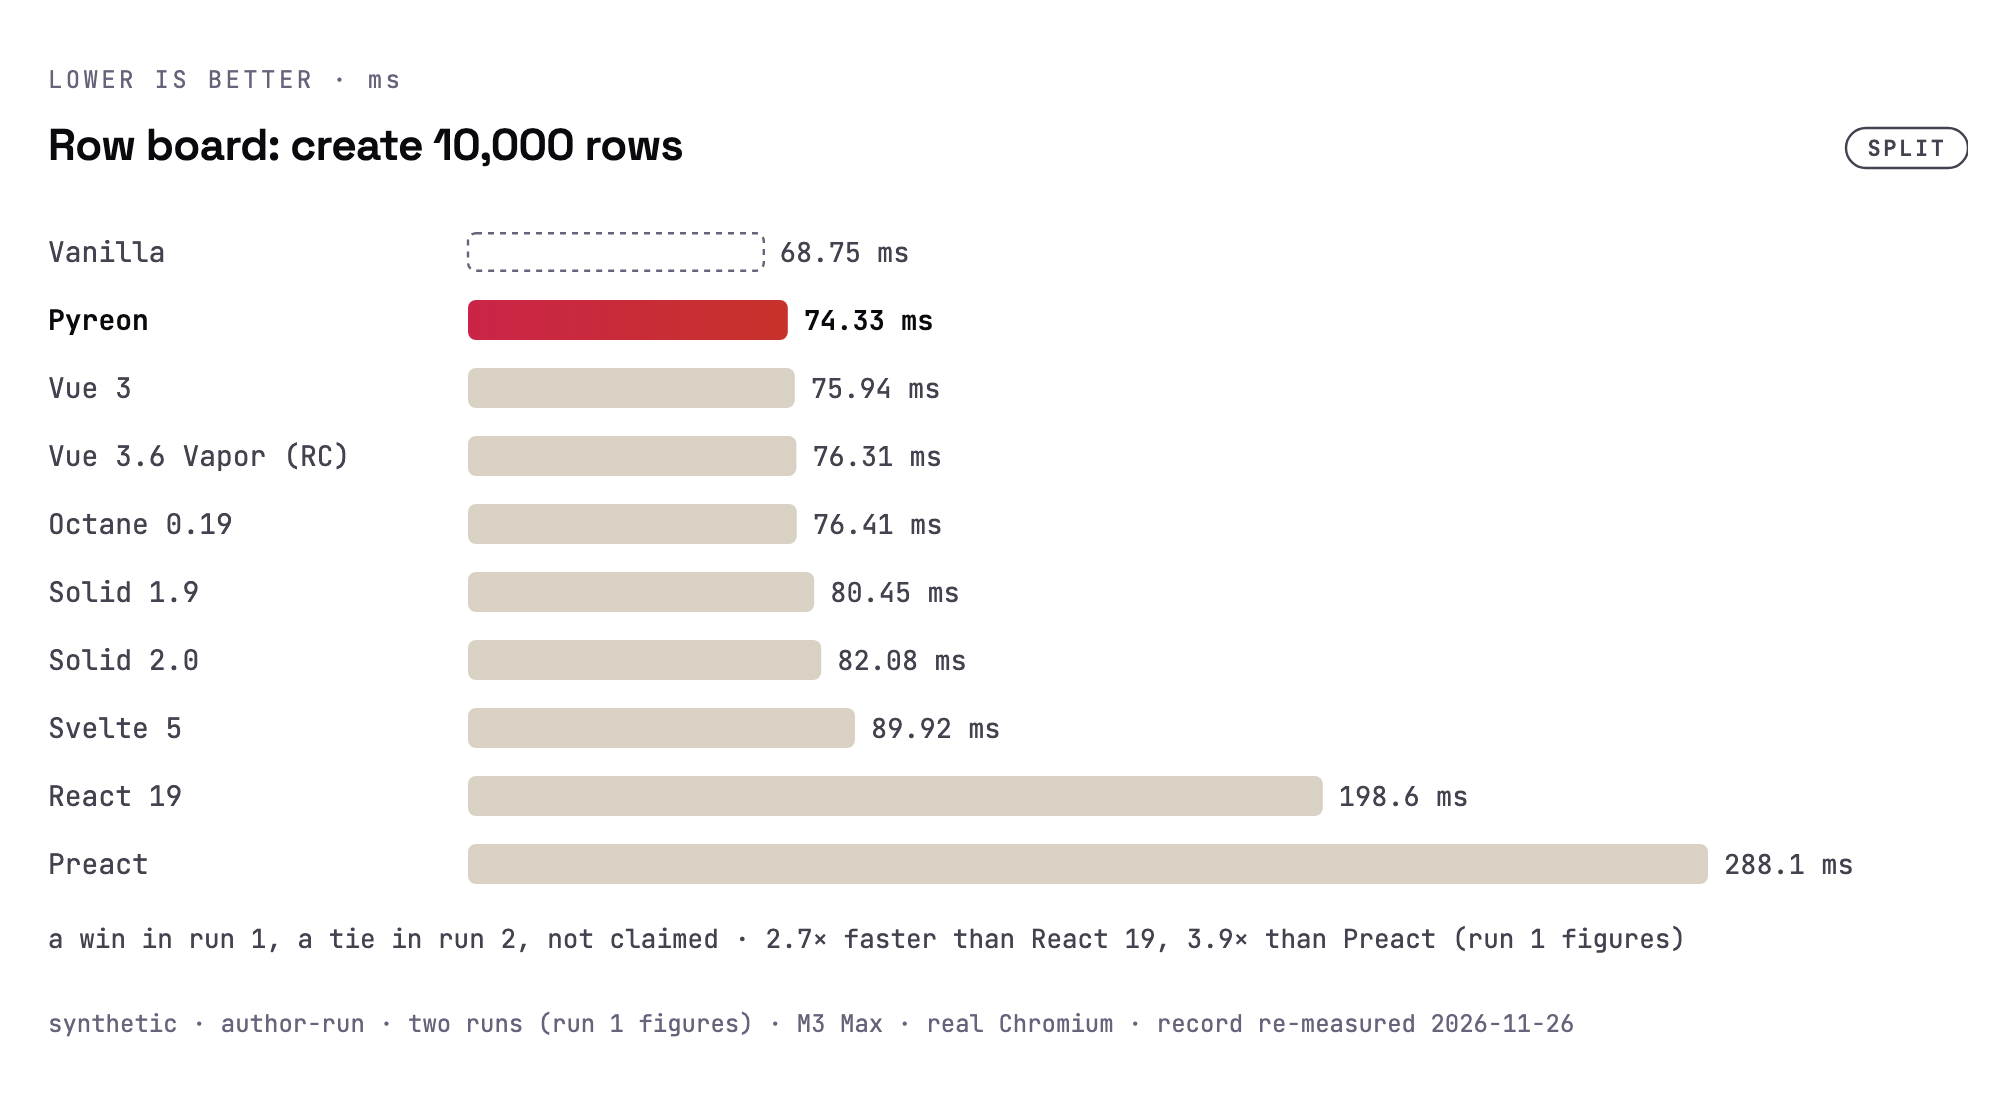 LOWER IS BETTER · ms
Row board: create 10,000 rows
SPLIT
Vanilla 68.75 ms
Pyreon 74.33 ms
Vue 3 75.94 ms
Vue 3.6 Vapor (RC) 76.31 ms
Octane 0.19 76.41 ms
Solid 1.9 80.45 ms
Solid 2.0 82.08 ms
Svelte 5 89.92 ms
React 19 198.6 ms
Preact 288.1 ms
a win in run 1, a tie in run 2, not claimed · 2.7× faster than React 19, 3.9× than Preact (run 1 figures)
synthetic · author-run · two runs (run 1 figures) · M3 Max · real Chromium · record re-measured 2026-11-26